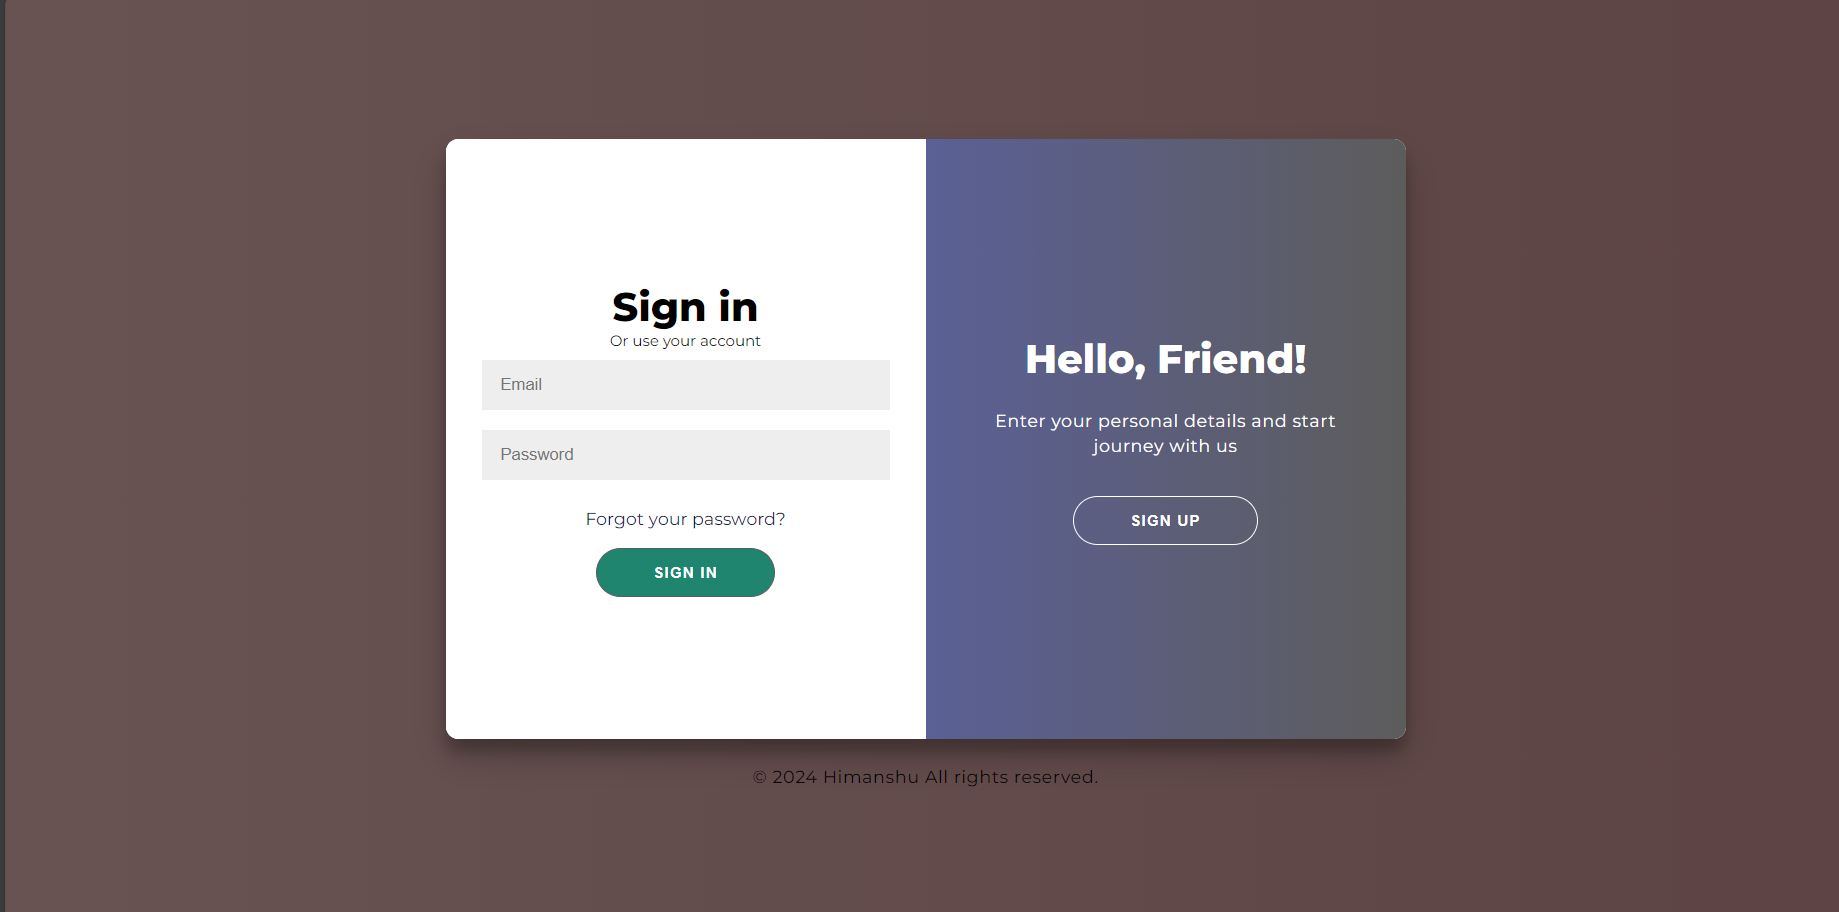 Sign in
Or use your account
Email
Password
Forgot your password?
SIGN IN
Hello, Friend!
Enter your personal details and start
journey with us
SIGN UP
© 2024 Himanshu All rights reserved.